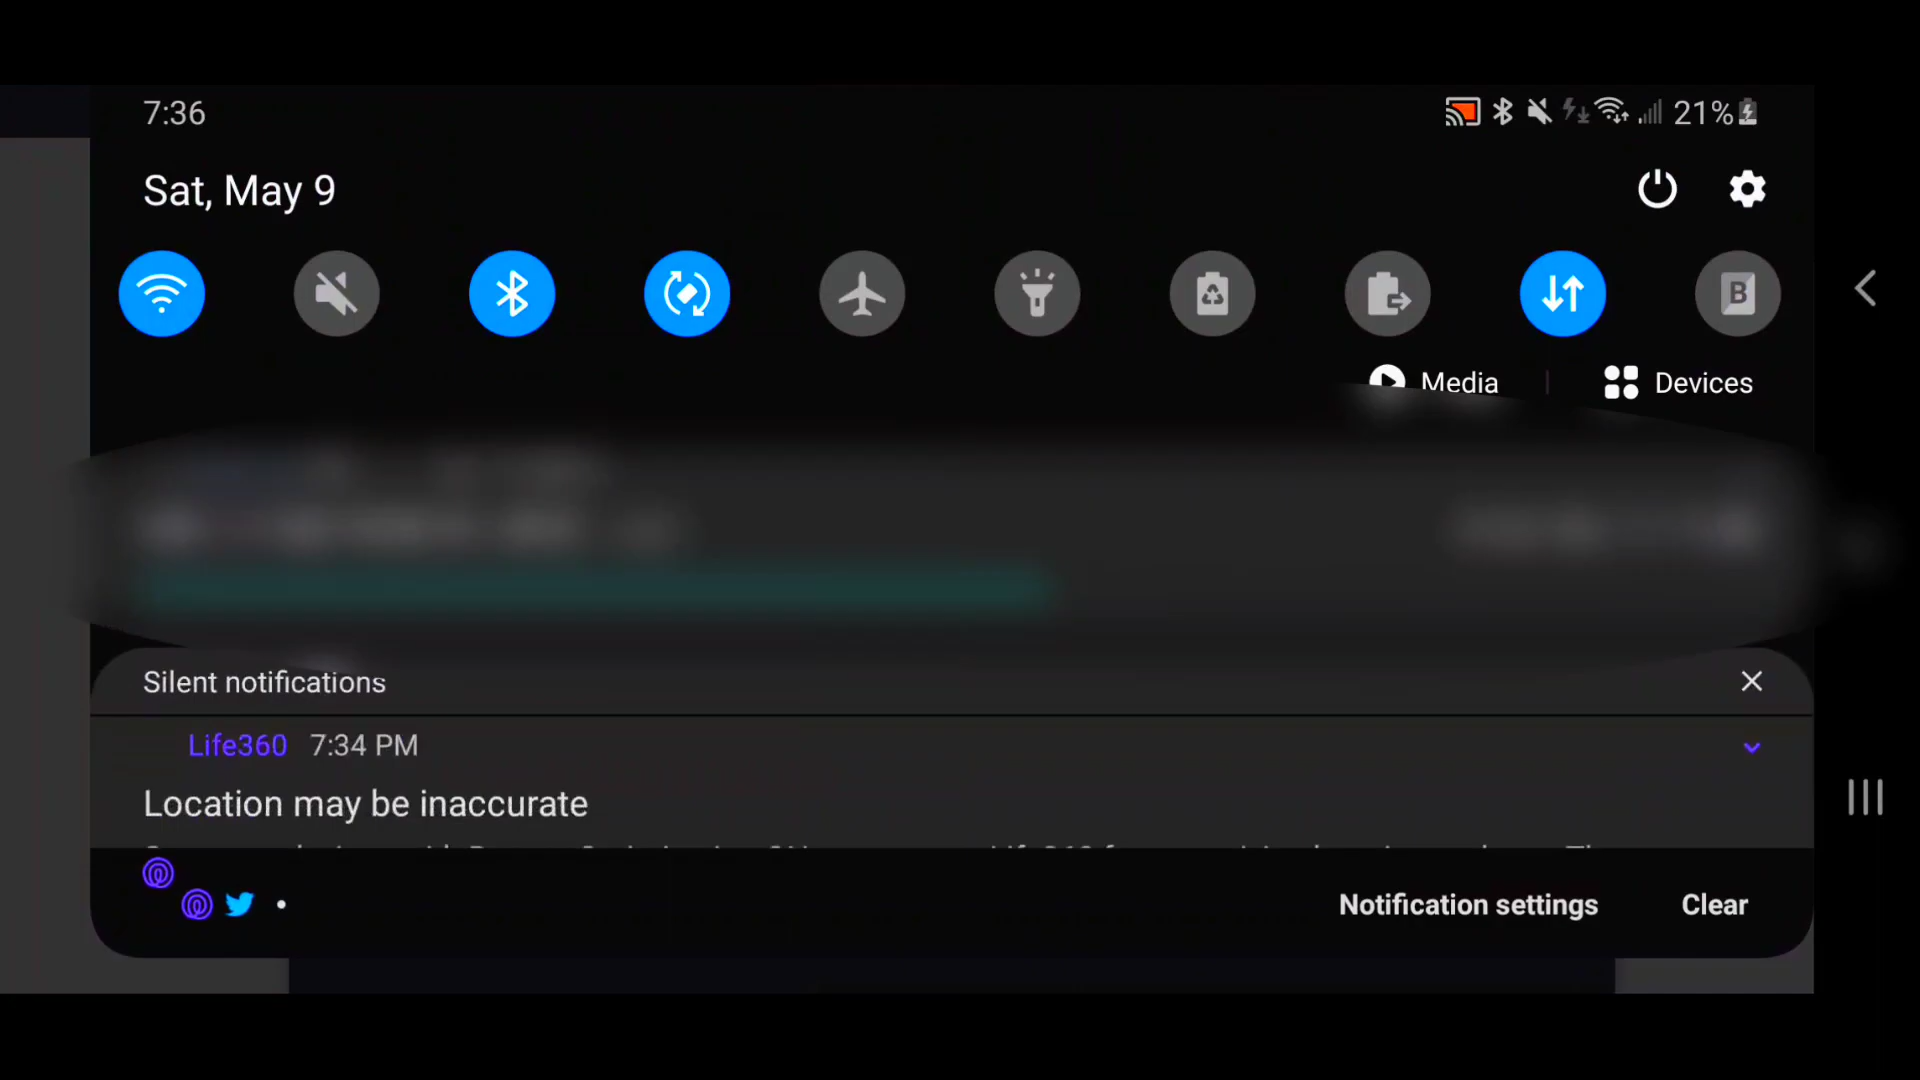 7:36
21%
Sat, May 9
B
Media
Devices
Silent notifications
Life360 7:34 PM
Location may be inaccurate
Notification settings
Clear